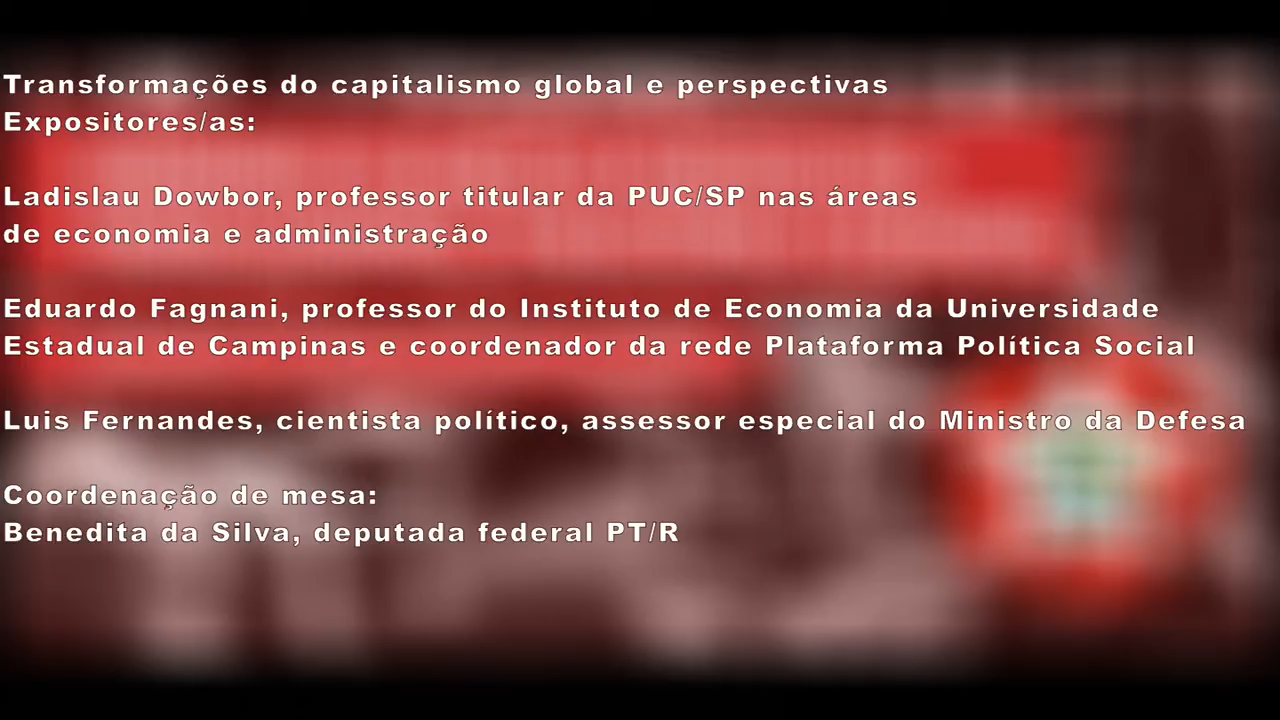 Transformações do capitalismo global e perspectivas
Expositores/as:
Ladislau Dowbor, professor titular da PUC/SP nas áreas
de economia e administração
Eduardo Fagnani, professor do Instituto de Economia da Universidade
Estadual de Campinas e coordenador da rede Plataforma Política Social
Luis Fernandes, cientista político, assessor especial do Ministro da Defesa
Coordenação de mesa:
Benedita da Silva, deputada federal PT/R